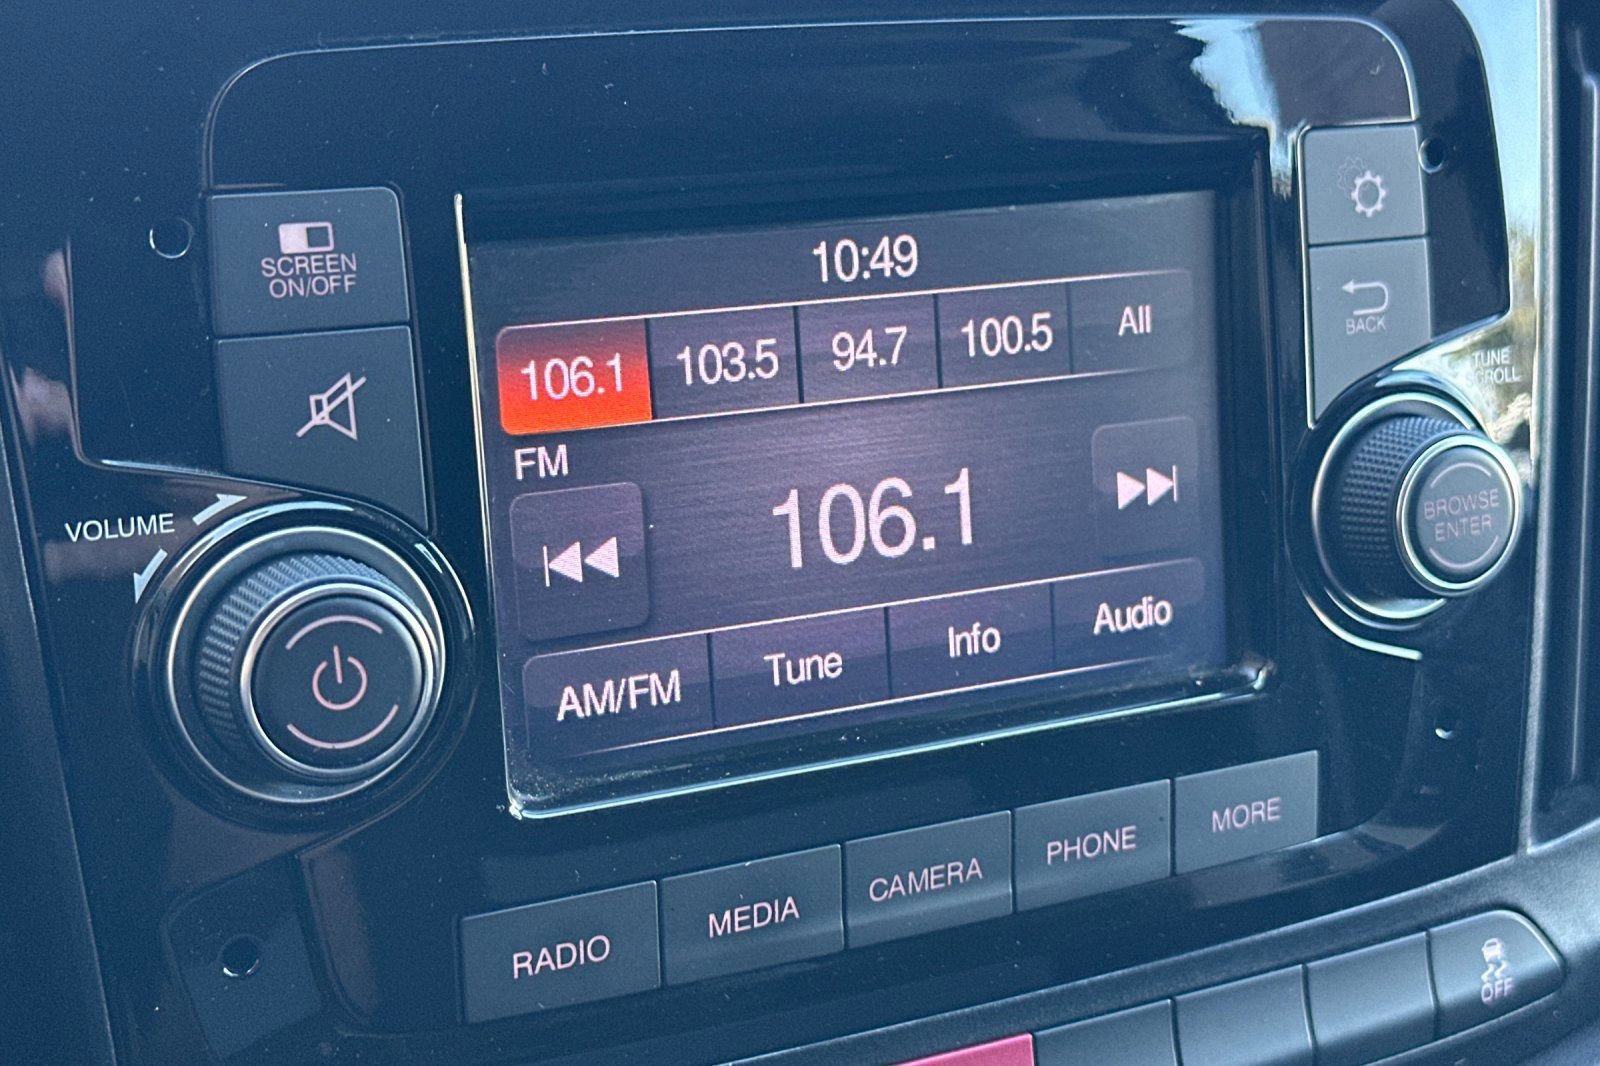 10:49
SCREEN
ON/OFF
106.1 103.5 94.7 100.5 All
BACK
TUNE
SCROLL
FM
106.1
VOLUME
BROWSE
ENTER
AM/FM Tune Info Audio
RADIO MEDIA CAMERA PHONE MORE
OFF